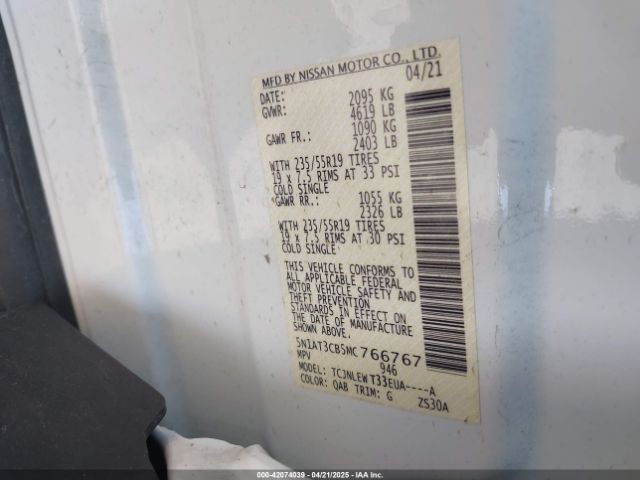 MFD BY NISSAN MOTOR CO., LTD.
DATE: 04/21
GVWR: 2095 KG
4619 LB
GAWR FR.: 1090 KG
2403 LB
WITH 235/55R19 TIRES
19 x 7.5 RIMS AT 33 PSI
COLD SINGLE
GAWR RR.: 1055 KG
2326 LB
WITH 235/55R19 TIRES
19 x 7.5 RIMS AT 30 PSI
COLD SINGLE
THIS VEHICLE CONFORMS TO
ALL APPLICABLE FEDERAL
MOTOR VEHICLE SAFETY AND
THEFT PREVENTION
STANDARDS IN EFFECT ON
THE DATE OF MANUFACTURE
SHOWN ABOVE.
5N1AT3CB5MC766767
MPV 946
MODEL: TCJNLEWT33EUA----A
COLOR: QAB TRIM: G ZS30A
000-42074039 - 04/21/2025 - IAA Inc.